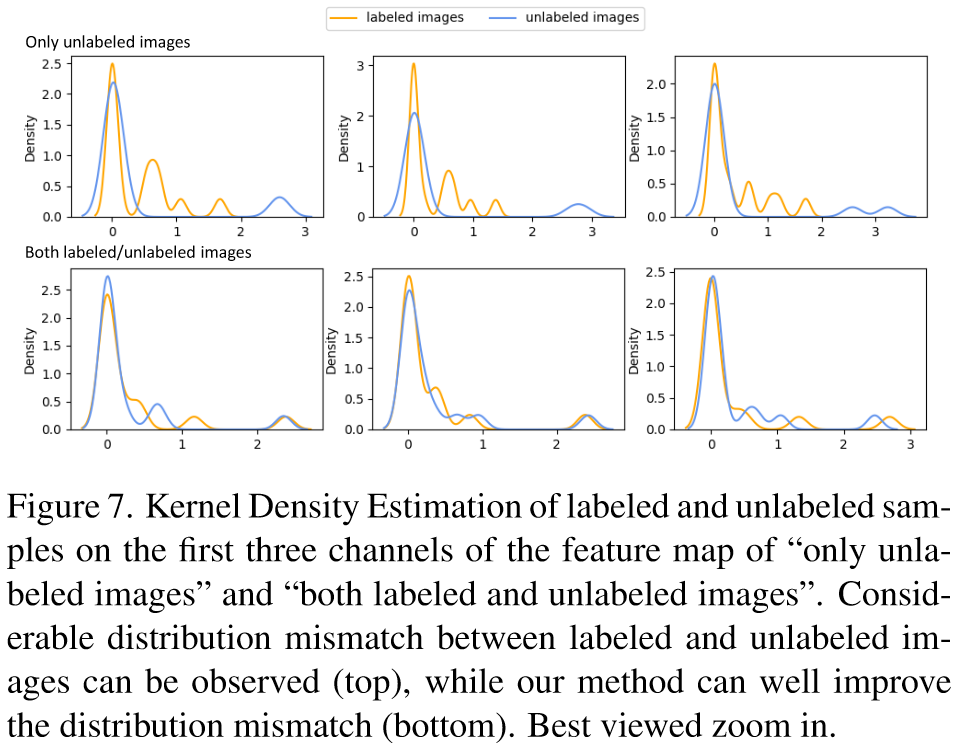 labeled images unlabeled images
Only unlabeled images
Density Density Density
2.5 2.0 1.5 1.0 0.5 0.0
0 1 2 3
3 2 1 0
0 1 2 3
2.0 1.5 1.0 0.5 0.0
0 1 2 3
Both labeled/unlabeled images
Density Density Density
2.5 2.0 1.5 1.0 0.5 0.0
0 1 2
2.5 2.0 1.5 1.0 0.5 0.0
0 1 2
2.5 2.0 1.5 1.0 0.5 0.0
0 1 2 3
Figure 7. Kernel Density Estimation of labeled and unlabeled sam-
ples on the first three channels of the feature map of “only unla-
beled images” and “both labeled and unlabeled images”. Consid-
erable distribution mismatch between labeled and unlabeled im-
ages can be observed (top), while our method can well improve
the distribution mismatch (bottom). Best viewed zoom in.